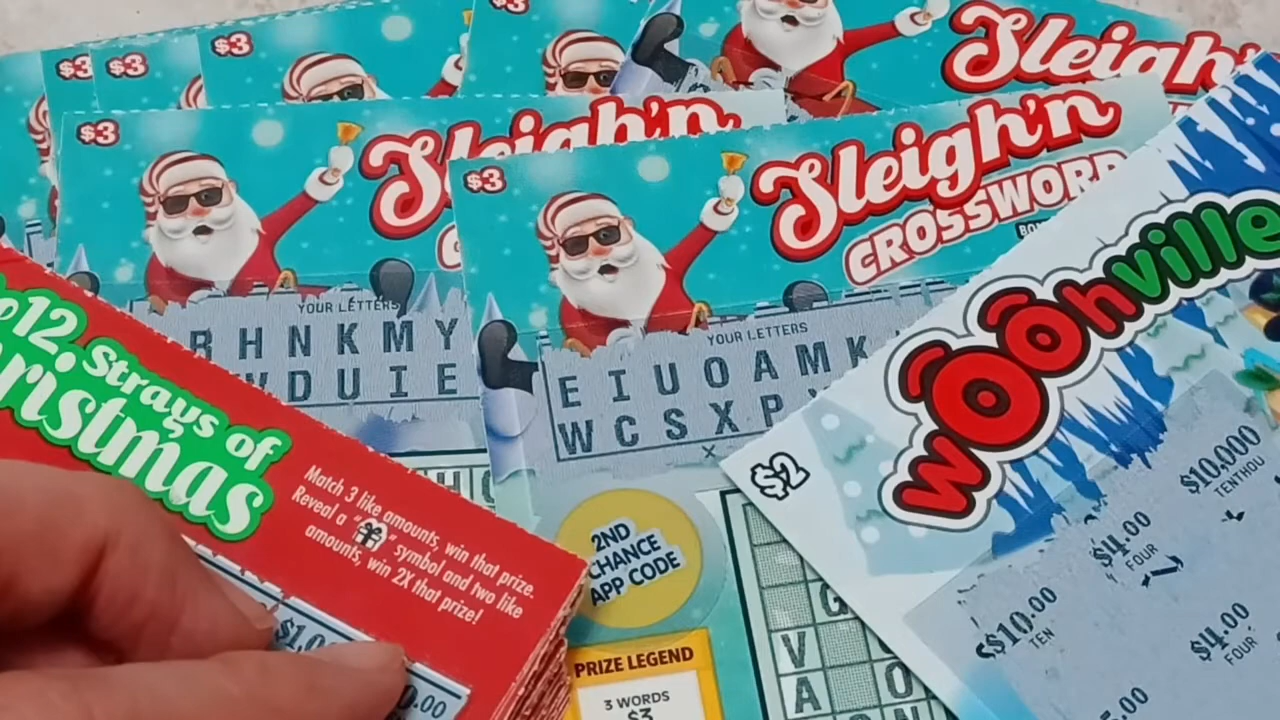 $3
$3
$3
$3
Sleigh'n
$3
Sleigh'n
YOUR LETTERS
R H N K M Y
D U I E
$3
Sleigh'n
CROSSWORD
YOUR LETTERS
E I U O A M K
W C S X P
2ND
CHANCE
APP CODE
PRIZE LEGEND
3 WORDS
$3
G
V
A
O
12 Strays of
Christmas
Match 3 like amounts, win that prize.
Reveal a " " symbol and two like
amounts, win 2X that prize!
$2
wOOhville
$10,000
TENTHOU
$4.00
FOUR
$10.00
TEN
$4.00
FOUR